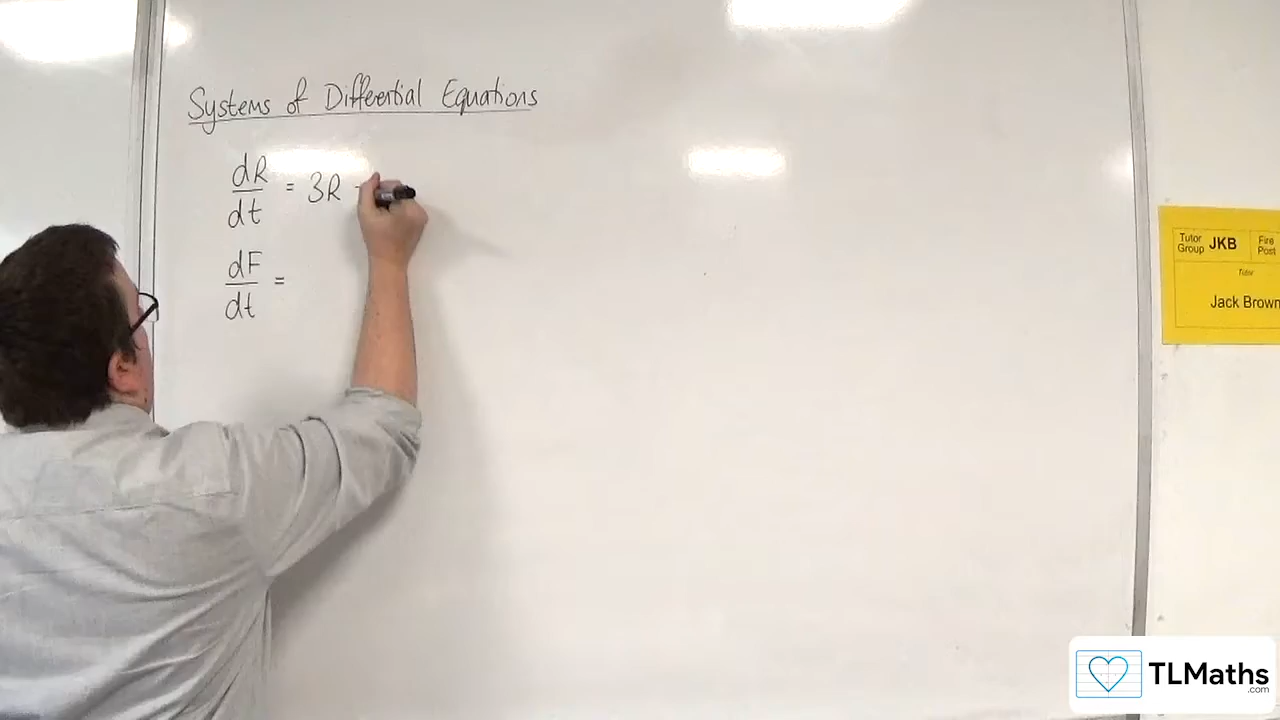 Systems of Differential Equations
dR/dt = 3R -
dF/dt =
Tutor Group JKB Fire Post
Tutor
Jack Brown
TLMaths
.com